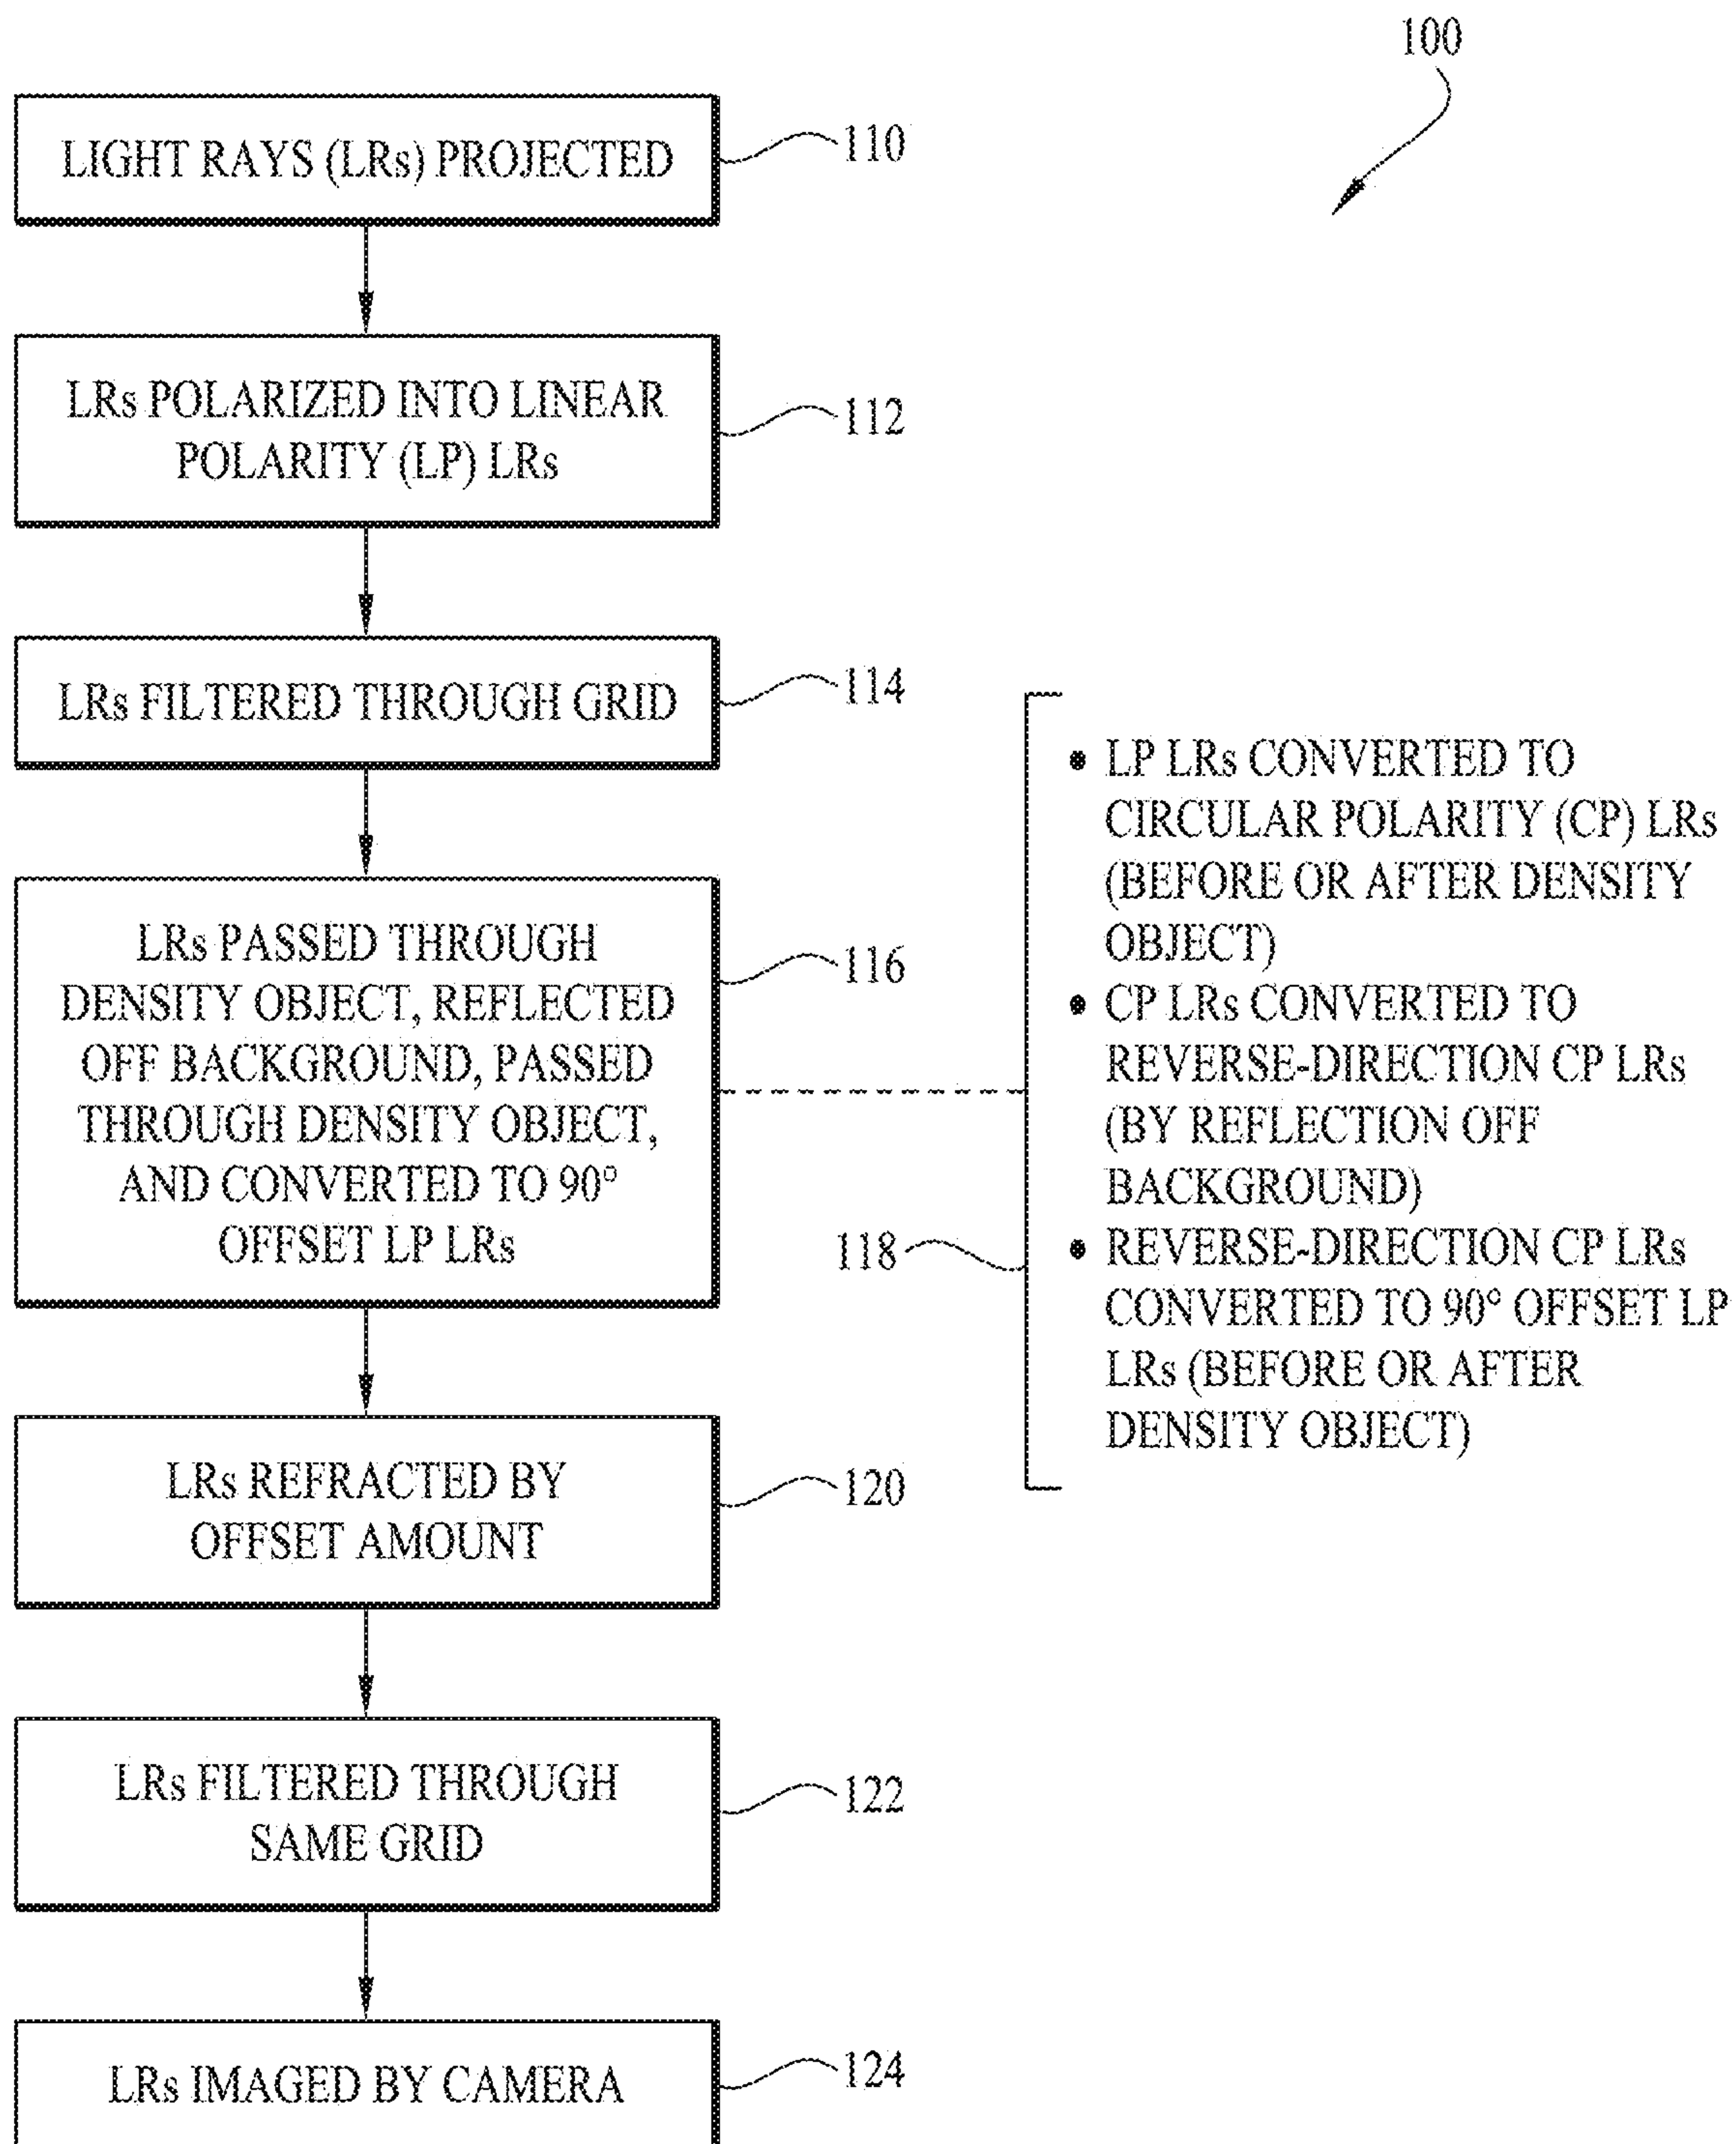 100
LIGHT RAYS (LRs) PROJECTED
110
LRs POLARIZED INTO LINEAR
POLARITY (LP) LRs
112
LRs FILTERED THROUGH GRID
114
LRs PASSED THROUGH
DENSITY OBJECT, REFLECTED
OFF BACKGROUND, PASSED
THROUGH DENSITY OBJECT,
AND CONVERTED TO 90°
OFFSET LP LRs
116
118
• LP LRs CONVERTED TO
CIRCULAR POLARITY (CP) LRs
(BEFORE OR AFTER DENSITY
OBJECT)
• CP LRs CONVERTED TO
REVERSE-DIRECTION CP LRs
(BY REFLECTION OFF
BACKGROUND)
• REVERSE-DIRECTION CP LRs
CONVERTED TO 90° OFFSET LP
LRs (BEFORE OR AFTER
DENSITY OBJECT)
LRs REFRACTED BY
OFFSET AMOUNT
120
LRs FILTERED THROUGH
SAME GRID
122
LRs IMAGED BY CAMERA
124